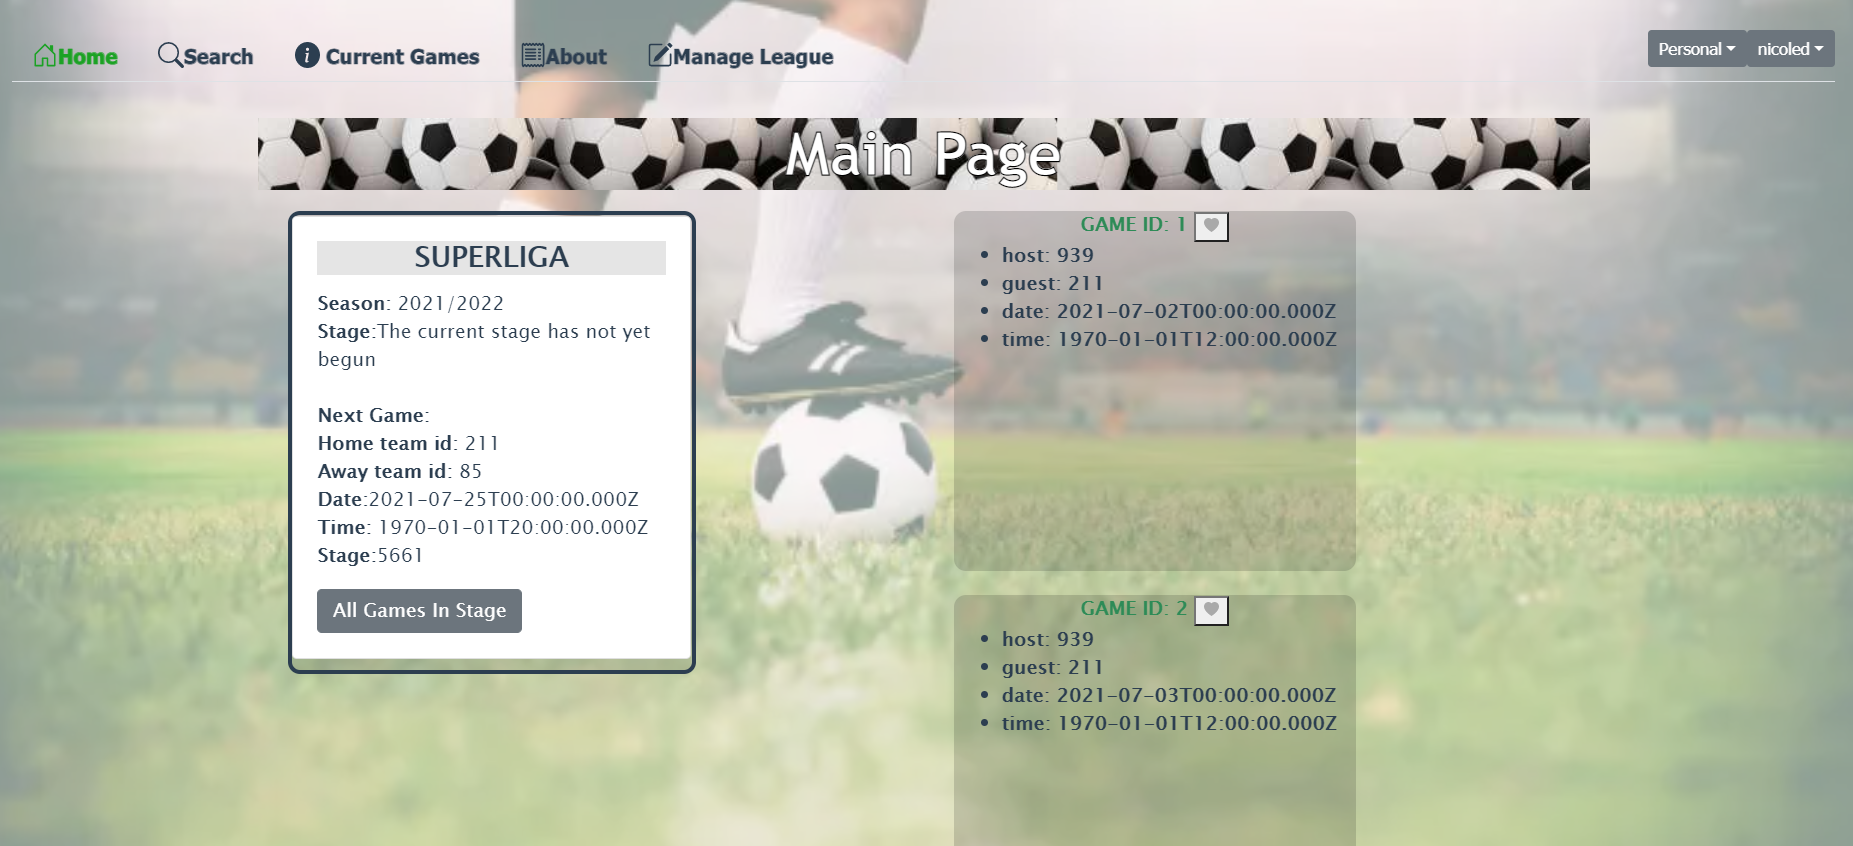 Home Search Current Games About Manage League Personal nicoled
Main Page
SUPERLIGA
Season: 2021/2022
Stage:The current stage has not yet
begun
Next Game:
Home team id: 211
Away team id: 85
Date:2021-07-25T00:00:00.000Z
Time: 1970-01-01T20:00:00.000Z
Stage:5661
All Games In Stage
GAME ID: 1
host: 939
guest: 211
date: 2021-07-02T00:00:00.000Z
time: 1970-01-01T12:00:00.000Z
GAME ID: 2
host: 939
guest: 211
date: 2021-07-03T00:00:00.000Z
time: 1970-01-01T12:00:00.000Z